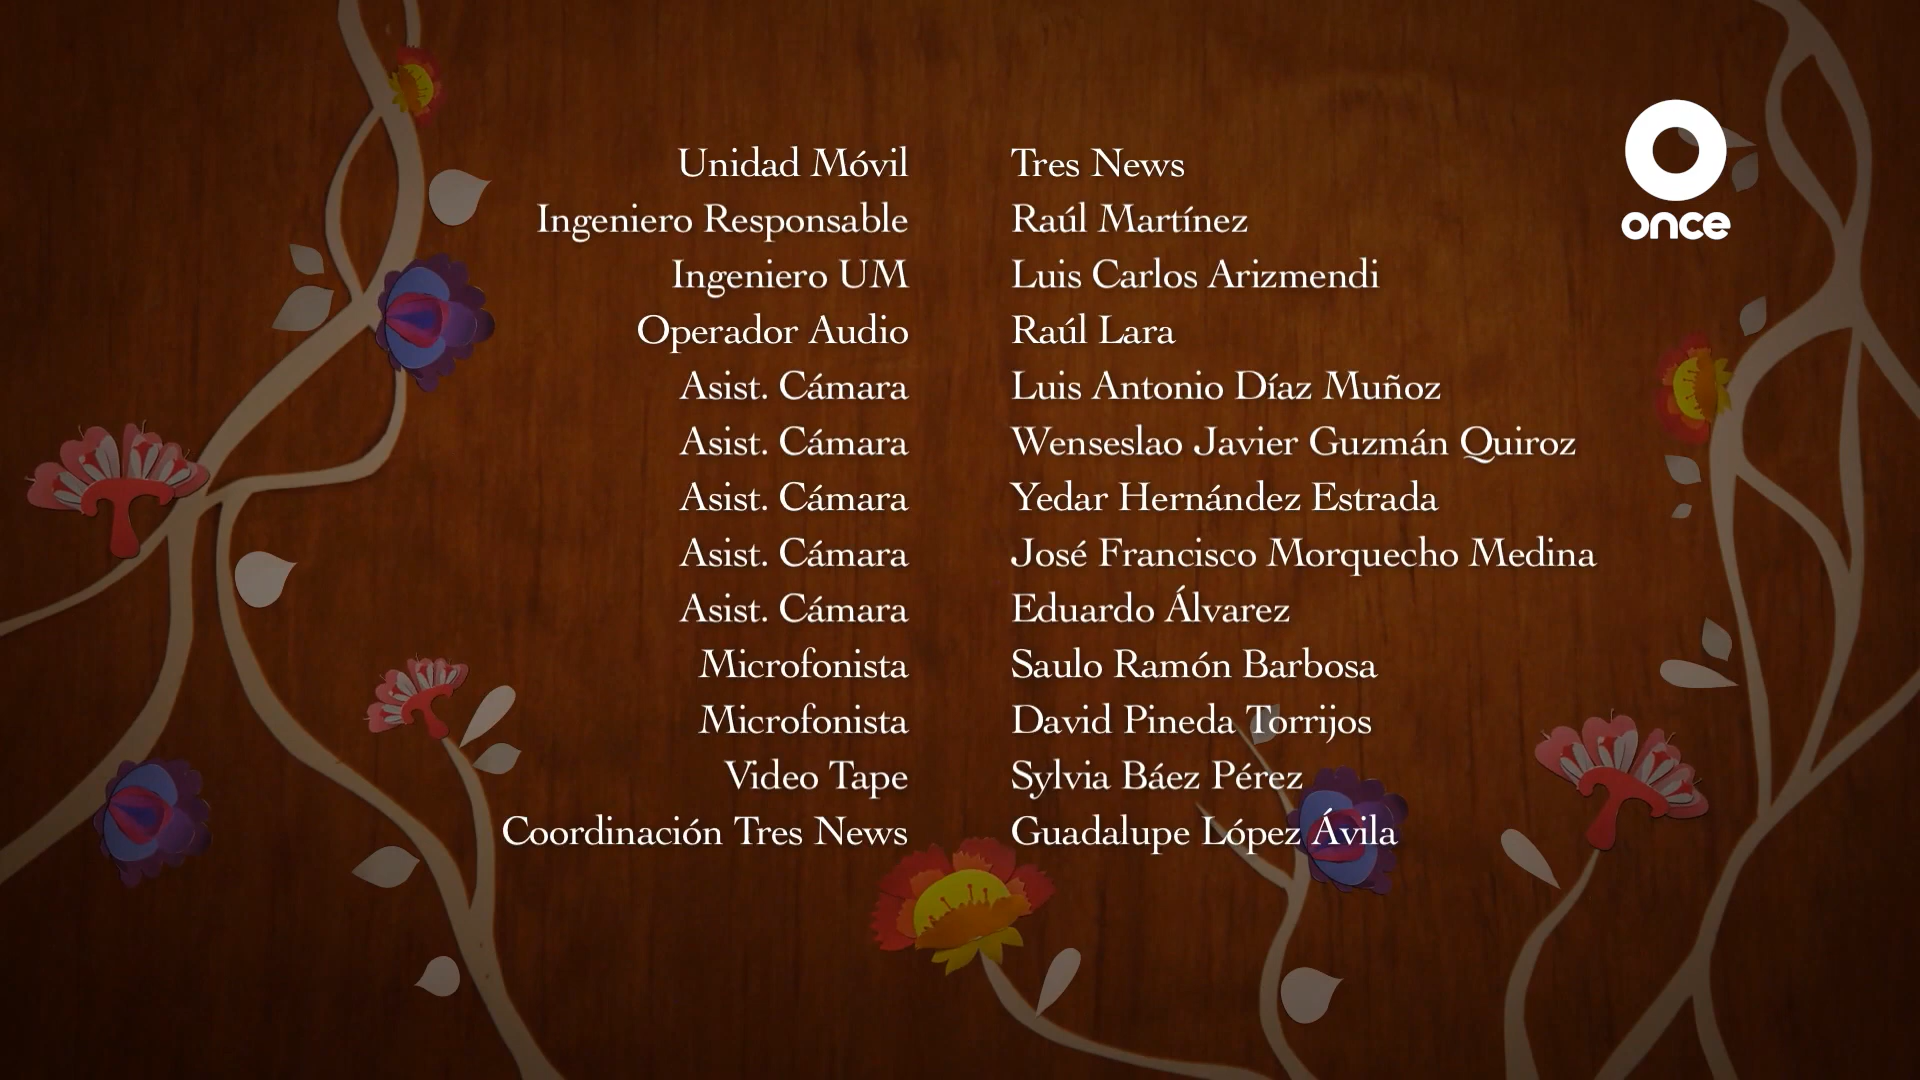 Unidad Móvil Tres News
Ingeniero Responsable Raúl Martínez
Ingeniero UM Luis Carlos Arizmendi
Operador Audio Raúl Lara
Asist. Cámara Luis Antonio Díaz Muñoz
Asist. Cámara Wenseslao Javier Guzmán Quiroz
Asist. Cámara Yedar Hernández Estrada
Asist. Cámara José Francisco Morquecho Medina
Asist. Cámara Eduardo Álvarez
Microfonista Saulo Ramón Barbosa
Microfonista David Pineda Torrijos
Video Tape Sylvia Báez Pérez
Coordinación Tres News Guadalupe López Ávila
once